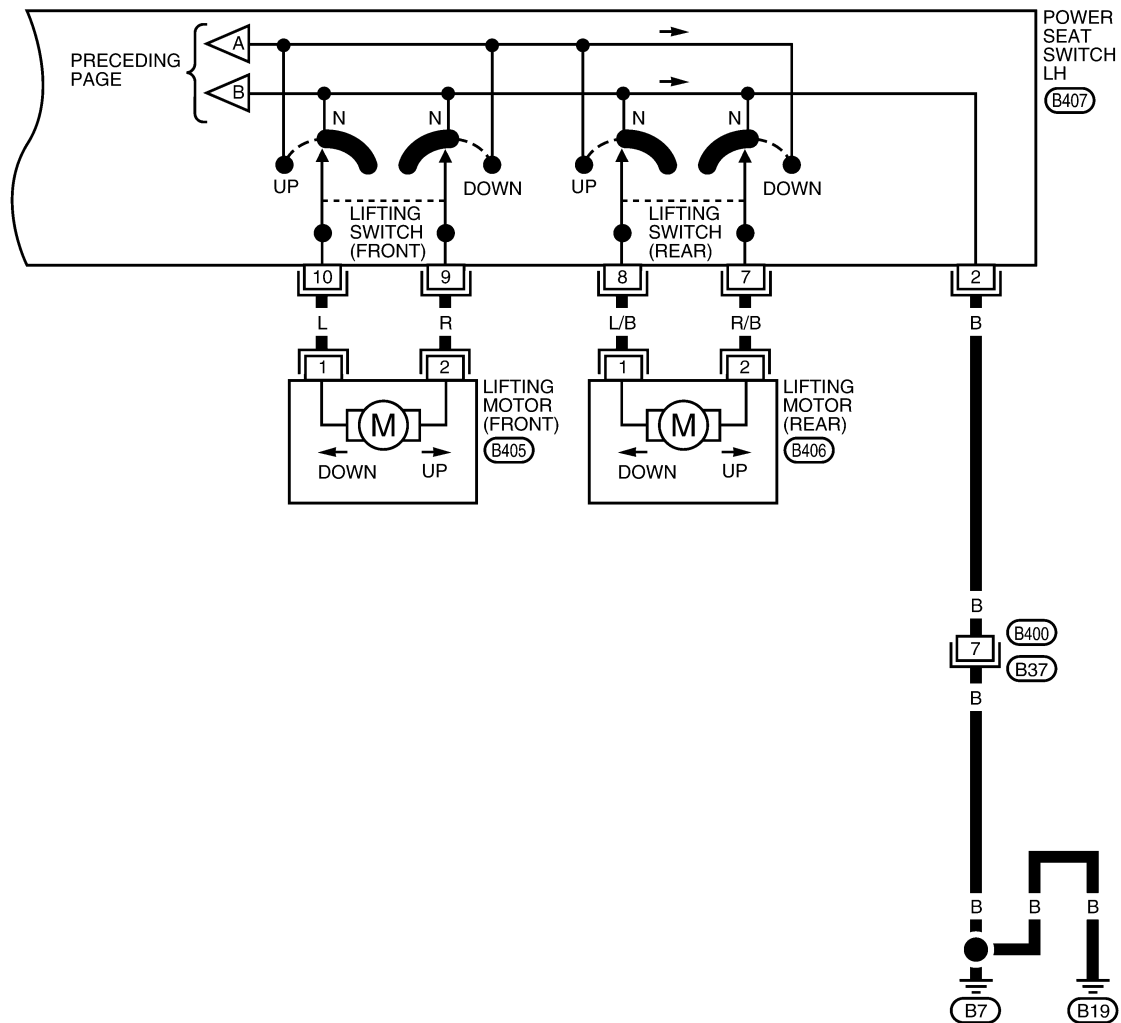 POWER
SEAT
SWITCH
LH
B407
PRECEDING
PAGE
A
B
N
N
N
N
UP
DOWN
UP
DOWN
LIFTING
SWITCH
(FRONT)
LIFTING
SWITCH
(REAR)
10
9
8
7
2
L
R
L/B
R/B
B
1
2
1
2
LIFTING
MOTOR
(FRONT)
B405
LIFTING
MOTOR
(REAR)
B406
M
M
DOWN
UP
DOWN
UP
B
7
B400
B37
B
B
B
B
B7
B19